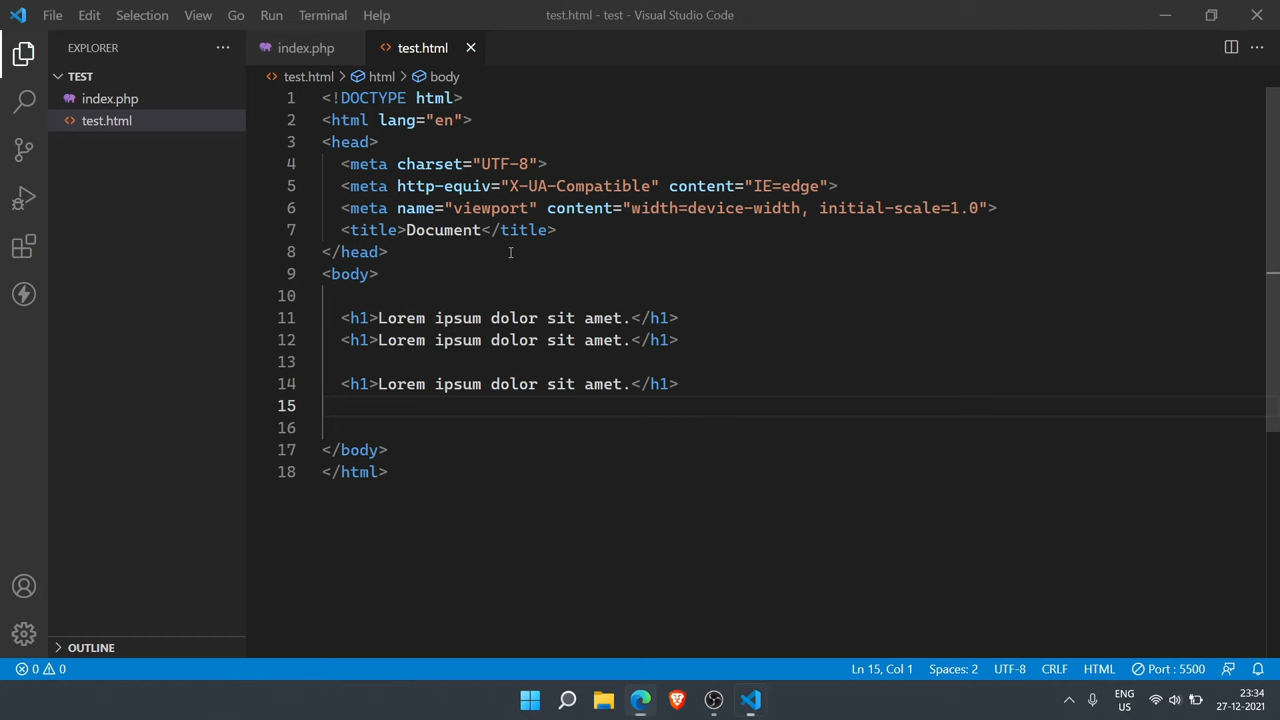 File Edit Selection View Go Run Terminal Help test.html - test - Visual Studio Code
EXPLORER
TEST
index.php
test.html
OUTLINE
index.php test.html
test.html html body
1 <!DOCTYPE html>
2 <html lang="en">
3 <head>
4 <meta charset="UTF-8">
5 <meta http-equiv="X-UA-Compatible" content="IE=edge">
6 <meta name="viewport" content="width=device-width, initial-scale=1.0">
7 <title>Document</title>
8 </head>
9 <body>
10
11 <h1>Lorem ipsum dolor sit amet.</h1>
12 <h1>Lorem ipsum dolor sit amet.</h1>
13
14 <h1>Lorem ipsum dolor sit amet.</h1>
15
16
17 </body>
18 </html>
0 0 Ln 15, Col 1 Spaces: 2 UTF-8 CRLF HTML Port : 5500
ENG
US
23:34
27-12-2021